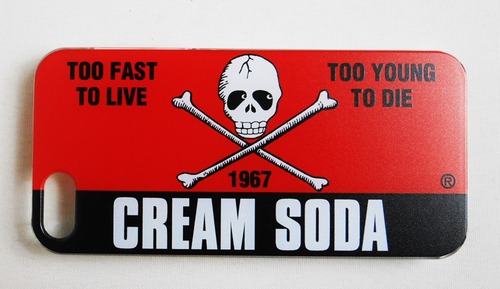 TOO FAST
TO LIVE
TOO YOUNG
TO DIE
1967
®
CREAM SODA